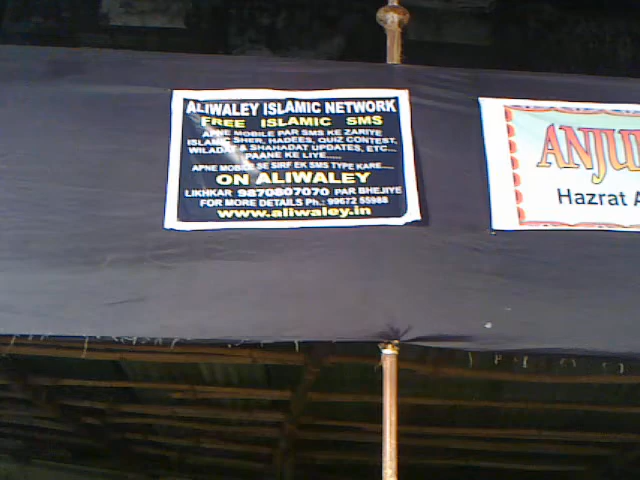 ALIWALEY ISLAMIC NETWORK
FREE ISLAMIC SMS
APNE MOBILE PAR SMS KE ZARIYE
ISLAMIC SHER, HADEES, QUIZ CONTEST,
WILADAT & SHAHADAT UPDATES, ETC...
PAANE KE LIYE.....
APNE MOBILE SE SIRF EK SMS TYPE KARE....
ON ALIWALEY
LIKHKAR 9870807070 PAR BHEJIYE
FOR MORE DETAILS Ph.: 99672 55988
www.aliwaley.in
ANJU
Hazrat A